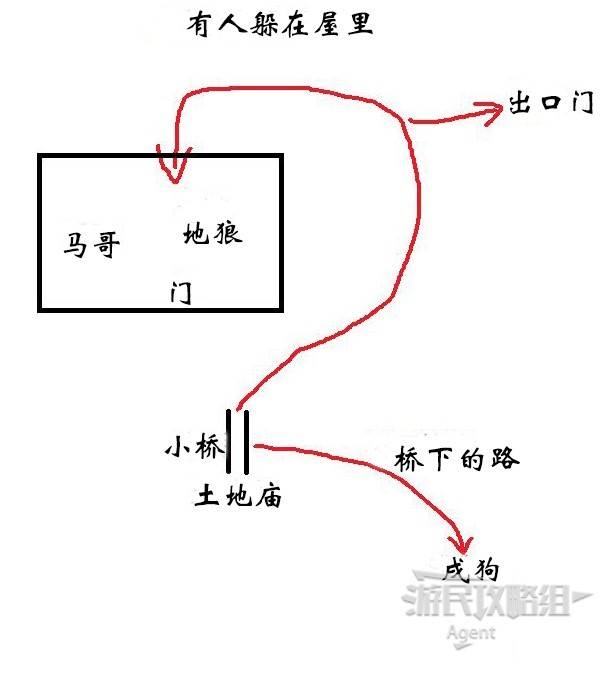 有人躲在屋里
出口门
马哥
地狼
门
小桥
桥下的路
土地庙
戌狗
游民攻略组
Agent